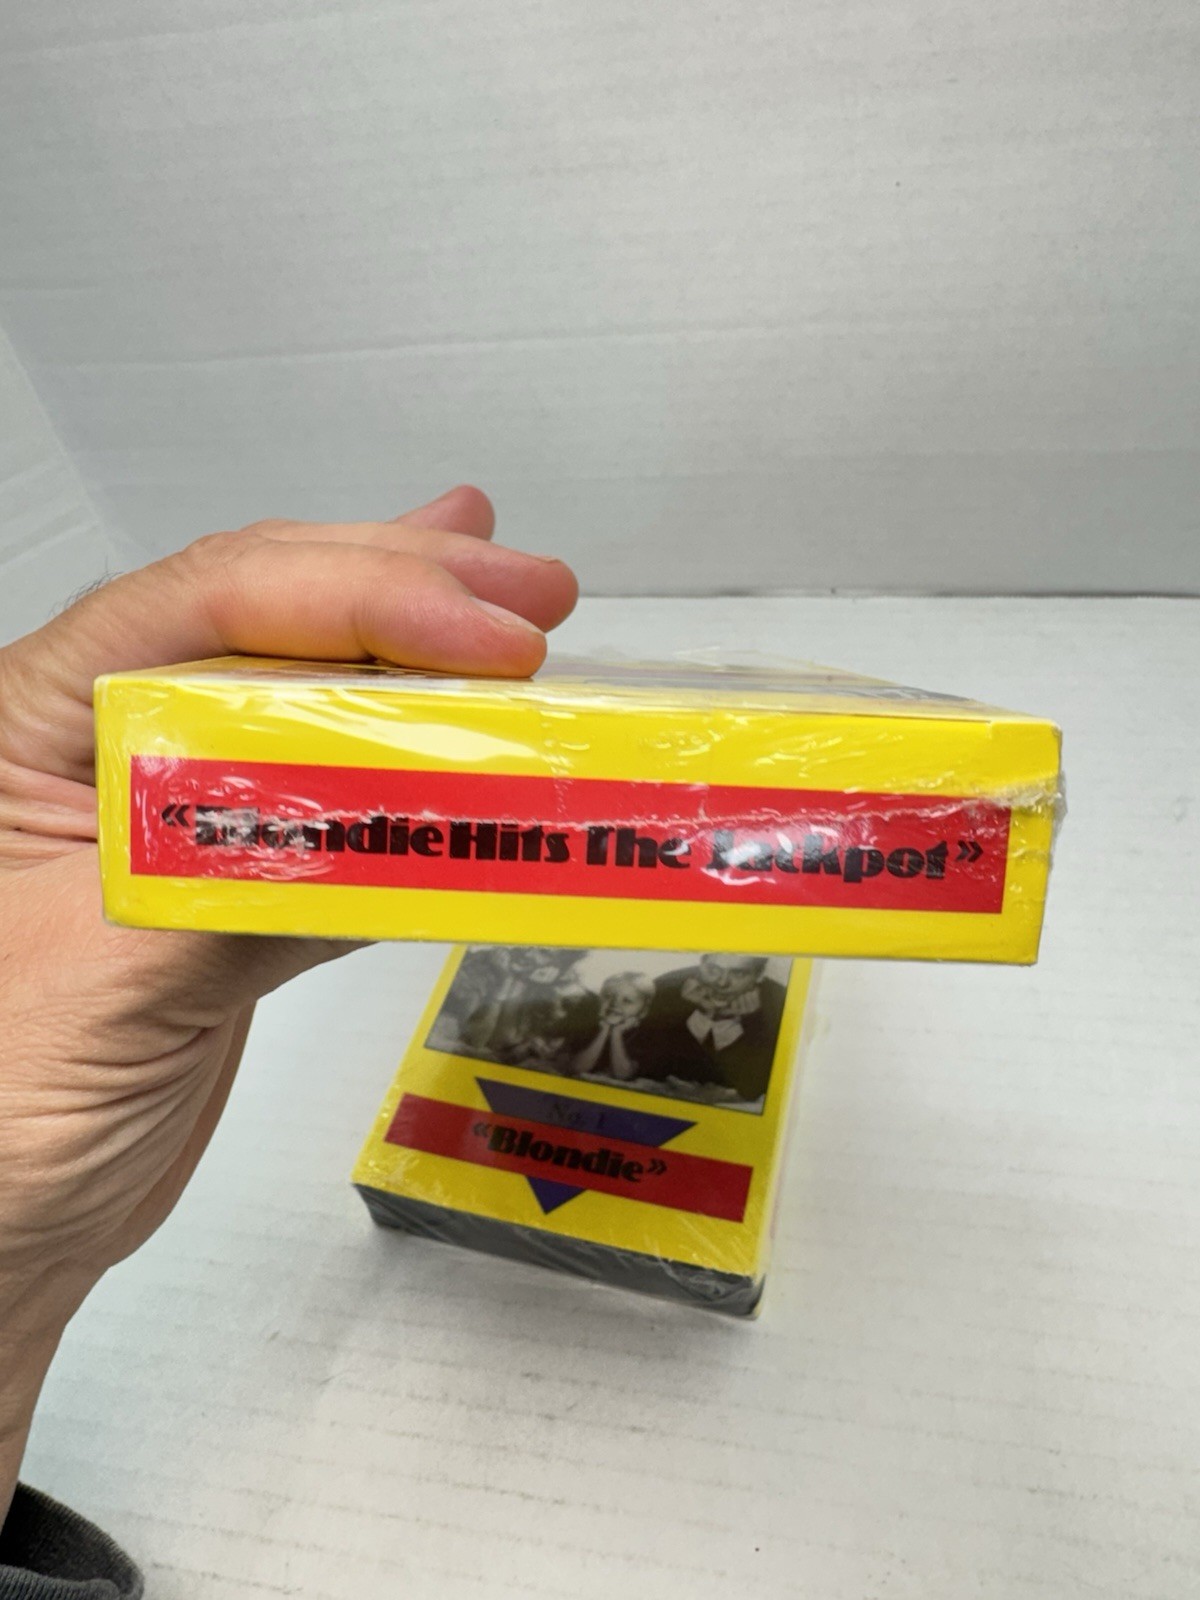 «Blondie Hits The Jackpot»
No. 1
«Blondie»